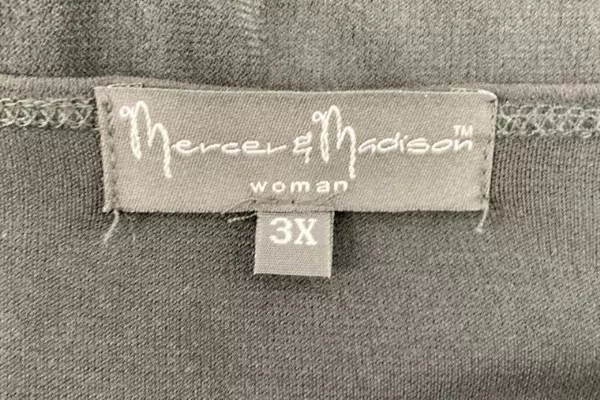 Mercer & Madison™
woman
3X